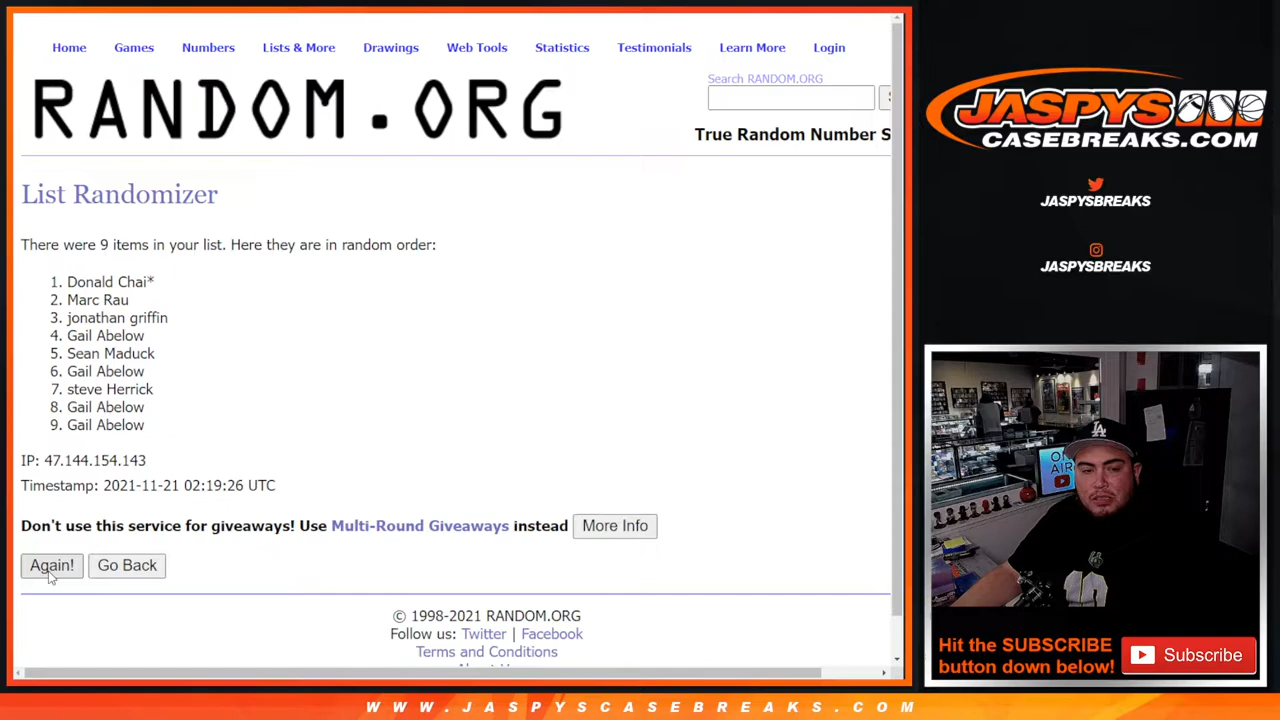 Home Games Numbers Lists & More Drawings Web Tools Statistics Testimonials Learn More Login
RANDOM.ORG
Search RANDOM.ORG
True Random Number S
List Randomizer
There were 9 items in your list. Here they are in random order:
1. Donald Chai*
2. Marc Rau
3. jonathan griffin
4. Gail Abelow
5. Sean Maduck
6. Gail Abelow
7. steve Herrick
8. Gail Abelow
9. Gail Abelow
IP: 47.144.154.143
Timestamp: 2021-11-21 02:19:26 UTC
Don't use this service for giveaways! Use Multi-Round Giveaways instead More Info
Again! Go Back
© 1998-2021 RANDOM.ORG
Follow us: Twitter | Facebook
Terms and Conditions
JASPYS
CASEBREAKS.COM
JASPYSBREAKS
JASPYSBREAKS
ON
AIR
LA
Hit the SUBSCRIBE
button down below!
Subscribe
WWW.JASPYSCASEBREAKS.COM